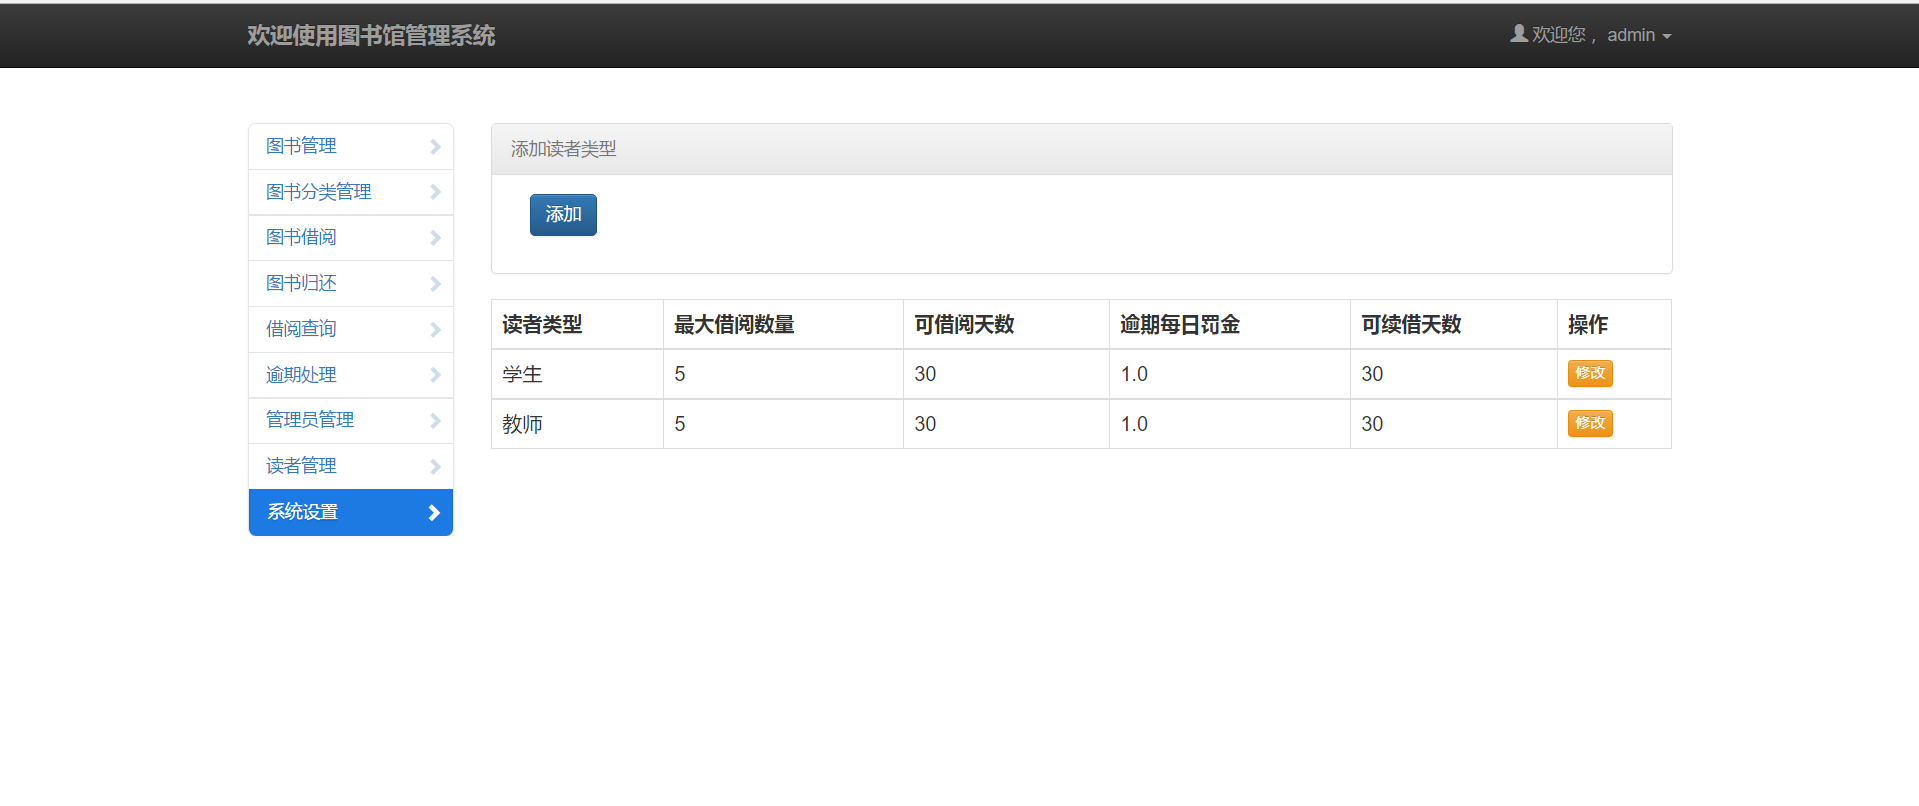 欢迎使用图书馆管理系统
欢迎您， admin
图书管理
图书分类管理
图书借阅
图书归还
借阅查询
逾期处理
管理员管理
读者管理
系统设置
添加读者类型
添加
读者类型 最大借阅数量 可借阅天数 逾期每日罚金 可续借天数 操作
学生 5 30 1.0 30 修改
教师 5 30 1.0 30 修改